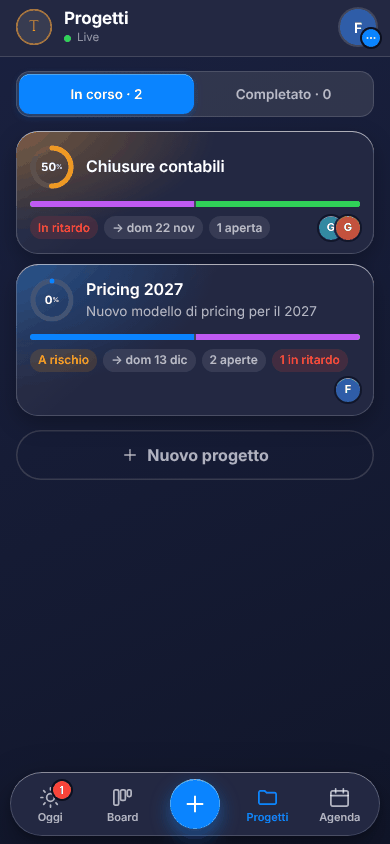 T
Progetti
Live
F
In corso · 2
Completato · 0
50%
Chiusure contabili
In ritardo
→ dom 22 nov
1 aperta
G
G
0%
Pricing 2027
Nuovo modello di pricing per il 2027
A rischio
→ dom 13 dic
2 aperte
1 in ritardo
F
+ Nuovo progetto
1
Oggi
Board
+
Progetti
Agenda